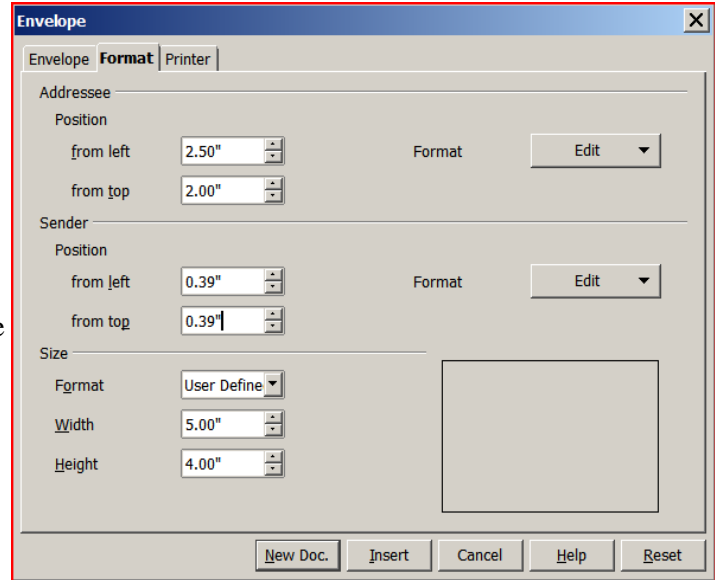 Envelope
Envelope Format Printer
Addressee
Position
from left 2.50" Format Edit
from top 2.00"
Sender
Position
from left 0.39" Format Edit
from top 0.39"
e
Size
Format User Define
Width 5.00"
Height 4.00"
New Doc. Insert Cancel Help Reset